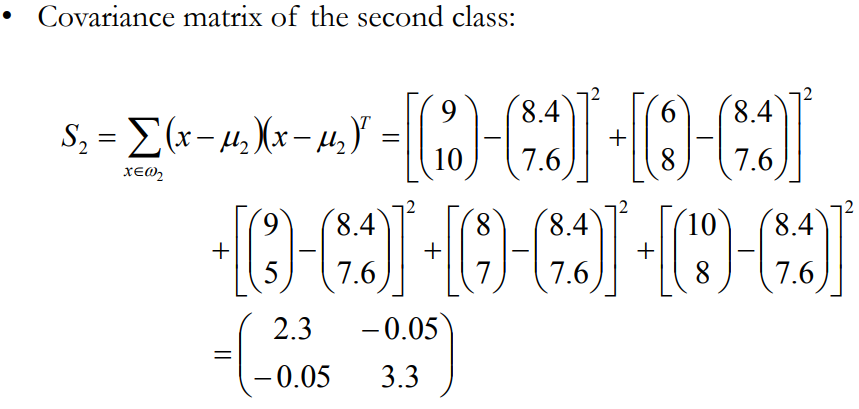 • Covariance matrix of the second class:
S₂ = ∑_{x∈ω₂} (x − μ₂)(x − μ₂)ᵀ = [(9 10) − (8.4 7.6)]² + [(6 8) − (8.4 7.6)]²
+ [(9 5) − (8.4 7.6)]² + [(8 7) − (8.4 7.6)]² + [(10 8) − (8.4 7.6)]²
= (2.3 −0.05
−0.05 3.3)